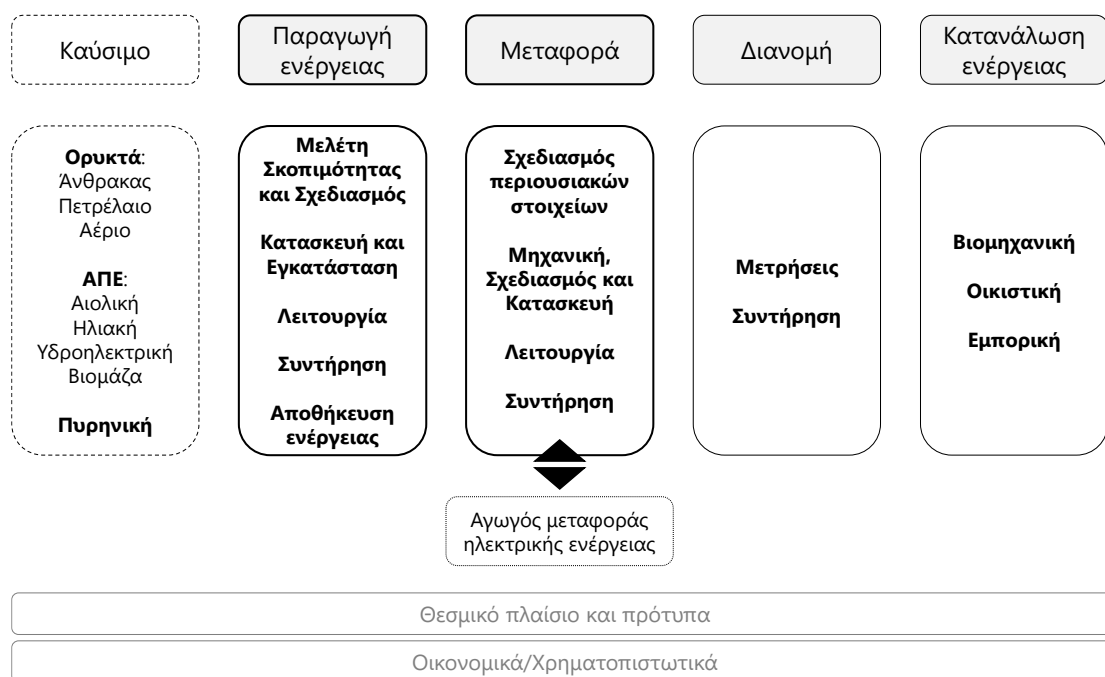 Καύσιμο
Παραγωγή
ενέργειας
Μεταφορά
Διανομή
Κατανάλωση
ενέργειας
Ορυκτά:
Άνθρακας
Πετρέλαιο
Αέριο
ΑΠΕ:
Αιολική
Ηλιακή
Υδροηλεκτρική
Βιομάζα
Πυρηνική
Μελέτη
Σκοπιμότητας
και Σχεδιασμός
Κατασκευή και
Εγκατάσταση
Λειτουργία
Συντήρηση
Αποθήκευση
ενέργειας
Σχεδιασμός
περιουσιακών
στοιχείων
Μηχανική,
Σχεδιασμός και
Κατασκευή
Λειτουργία
Συντήρηση
Μετρήσεις
Συντήρηση
Βιομηχανική
Οικιστική
Εμπορική
Αγωγός μεταφοράς
ηλεκτρικής ενέργειας
Θεσμικό πλαίσιο και πρότυπα
Οικονομικά/Χρηματοπιστωτικά